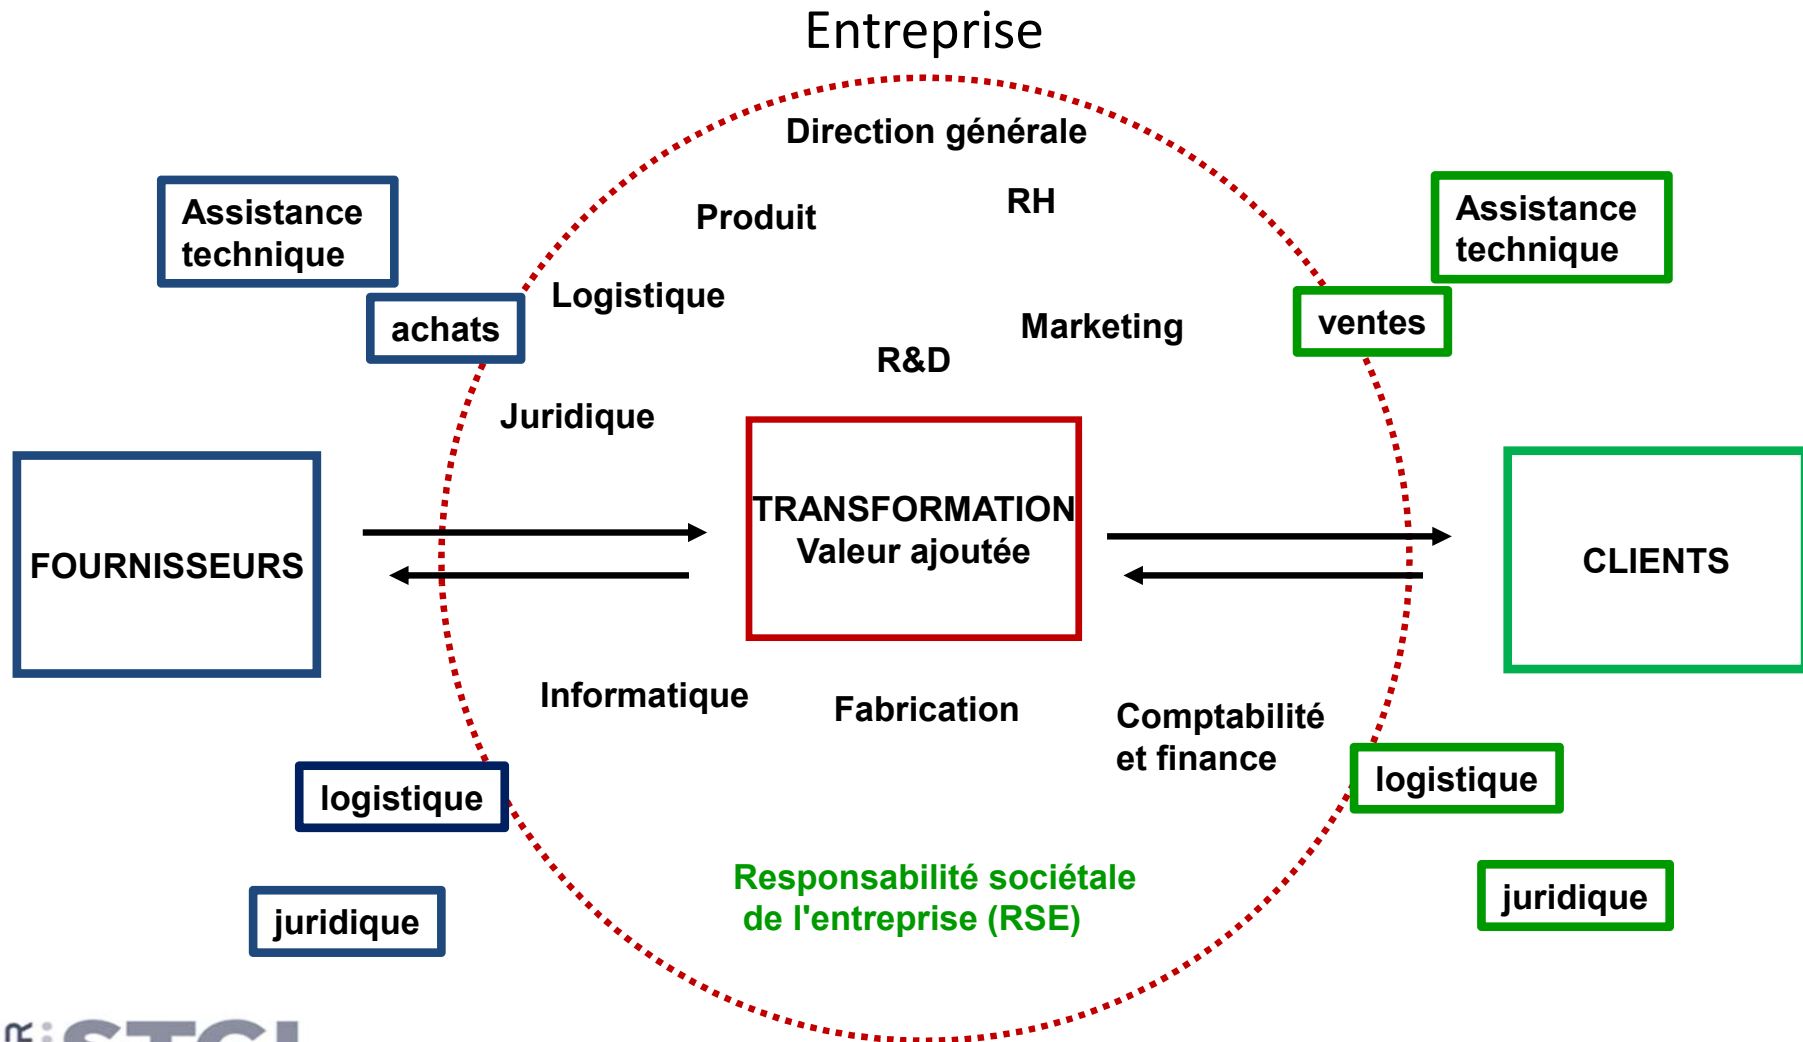 Entreprise
Direction générale
Assistance
technique
Produit
RH
Assistance
technique
achats
Logistique
Marketing
ventes
R&D
Juridique
FOURNISSEURS
TRANSFORMATION
Valeur ajoutée
CLIENTS
Informatique
Fabrication
Comptabilité
et finance
logistique
logistique
Responsabilité sociétale
de l'entreprise (RSE)
juridique
juridique